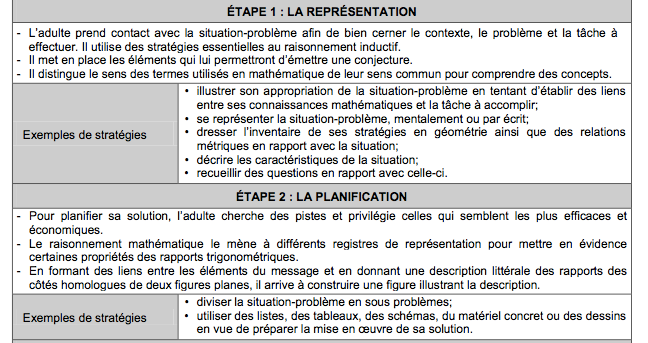 ÉTAPE 1 : LA REPRÉSENTATION
- L'adulte prend contact avec la situation-problème afin de bien cerner le contexte, le problème et la tâche à
effectuer. Il utilise des stratégies essentielles au raisonnement inductif.
- Il met en place les éléments qui lui permettront d'émettre une conjecture.
- Il distingue le sens des termes utilisés en mathématique de leur sens commun pour comprendre des concepts.
Exemples de stratégies
• illustrer son appropriation de la situation-problème en tentant d'établir des liens
entre ses connaissances mathématiques et la tâche à accomplir;
• se représenter la situation-problème, mentalement ou par écrit;
• dresser l'inventaire de ses stratégies en géométrie ainsi que des relations
métriques en rapport avec la situation;
• décrire les caractéristiques de la situation;
• recueillir des questions en rapport avec celle-ci.
ÉTAPE 2 : LA PLANIFICATION
- Pour planifier sa solution, l'adulte cherche des pistes et privilégie celles qui semblent les plus efficaces et
économiques.
- Le raisonnement mathématique le mène à différents registres de représentation pour mettre en évidence
certaines propriétés des rapports trigonométriques.
- En formant des liens entre les éléments du message et en donnant une description littérale des rapports des
côtés homologues de deux figures planes, il arrive à construire une figure illustrant la description.
Exemples de stratégies
• diviser la situation-problème en sous problèmes;
• utiliser des listes, des tableaux, des schémas, du matériel concret ou des dessins
en vue de préparer la mise en œuvre de sa solution.